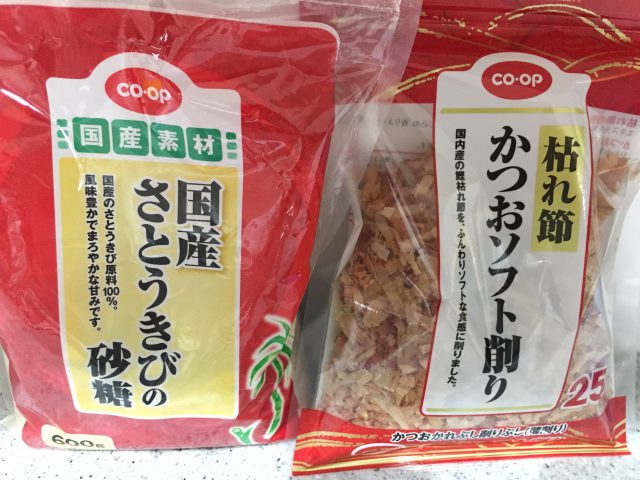 co·op
国産素材
国産
さとうきびの
砂糖
国産のさとうきび原料100%。
風味豊かでまろやかな甘みです。
600g
co·op
枯れ節
かつおソフト削り
国内産の鰹枯れ節を、ふんわりソフトな食感に削りました。
25
かつおかれぶし削りぶし(薄削り)